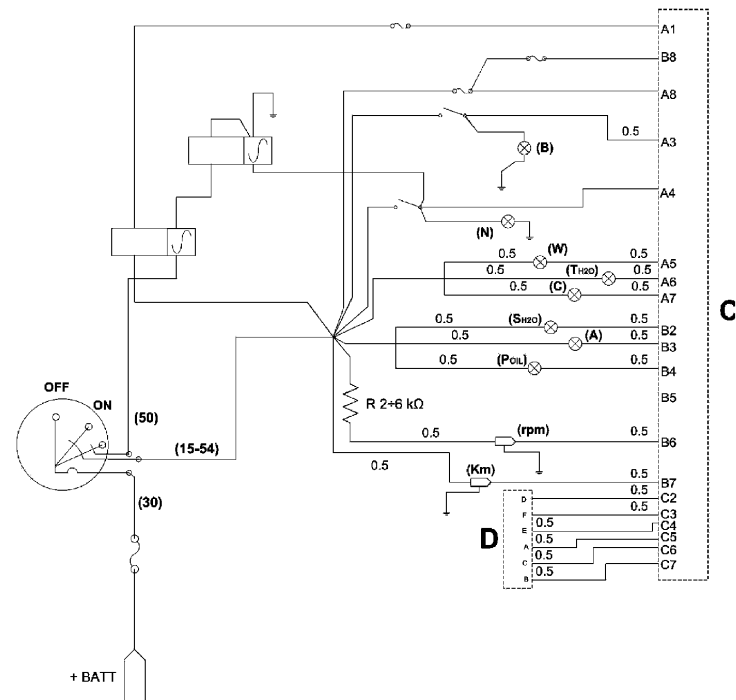 A1
B8
A8
0.5
A3
(B)
A4
(N)
(W)
0.5
0.5
A5
0.5
(TH2O)
0.5
A6
0.5
(C)
0.5
A7
C
0.5
(SH2O)
0.5
B2
0.5
(A)
0.5
B3
0.5
(POIL)
0.5
B4
OFF
ON
B5
R 2÷6 kΩ
(50)
0.5
(rpm)
0.5
B6
(15-54)
0.5
(Km)
0.5
B7
(30)
0.5
D
C2
0.5
F
C3
0.5
E
C4
D
0.5
A
C5
0.5
C
C6
0.5
B
C7
+ BATT